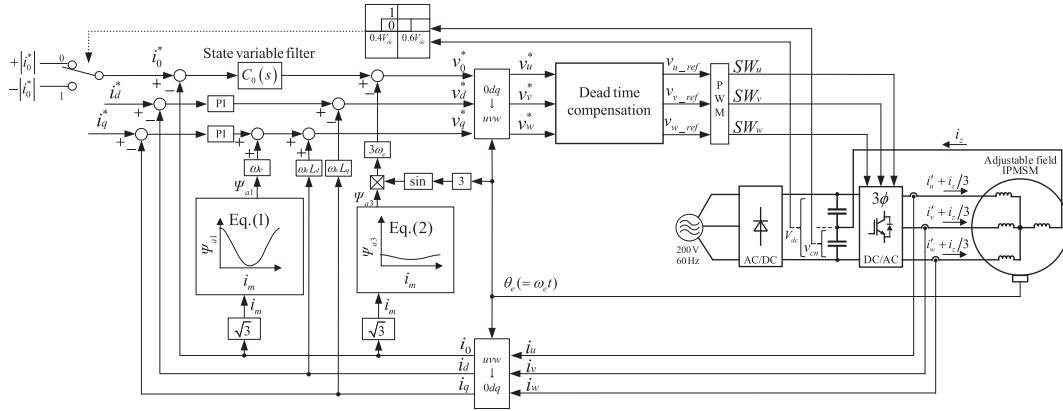 1
0
0.4V_dc 0.6V_dc
+|i_0^*|
−|i_0^*|
0
1
i_0^*
i_d^*
i_q^*
State variable filter
C_0(s)
PI
PI
+
−
+
−
+
−
+
−
+
−
+
+
+
+
v_0^*
v_d^*
v_q^*
0dq
↓
uvw
v_u^*
v_v^*
v_w^*
Dead time
compensation
v_u_ref
v_v_ref
v_w_ref
P
W
M
SW_u
SW_v
SW_w
ω_e
ω_e L_d
ω_e L_q
3ω_e
sin
3
Ψ_a1
Ψ_a3
Eq.(1)
Ψ_a1
i_m
Eq.(2)
Ψ_a3
i_m
i_m
i_m
√3
√3
θ_e(= ω_e t)
i_0
i_d
i_q
uvw
↓
0dq
i_u
i_v
i_w
200V
60Hz
AC/DC
V_dc
v_cn
3ϕ
DC/AC
i_z
Adjustable field
IPMSM
i′_u + i_z/3
i′_v + i_z/3
i′_w + i_z/3